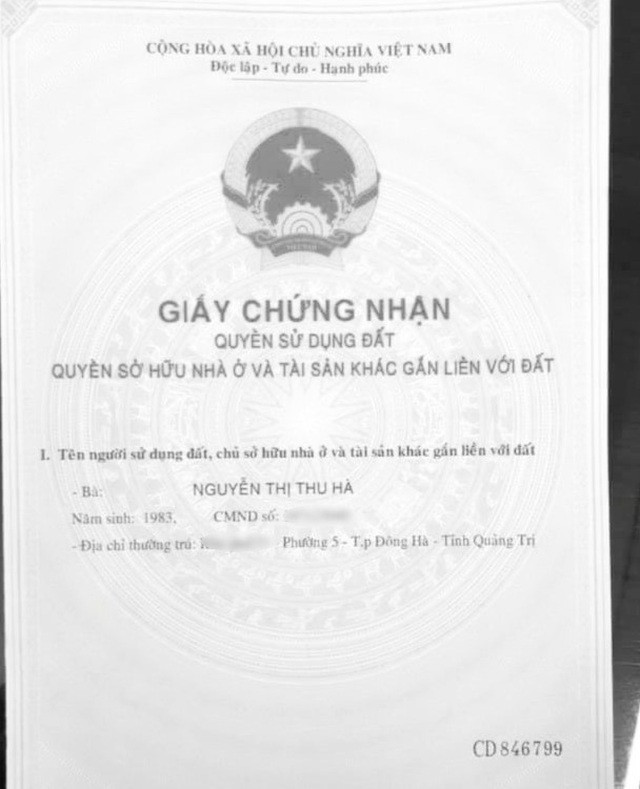 CỘNG HÒA XÃ HỘI CHỦ NGHĨA VIỆT NAM
Độc lập - Tự do - Hạnh phúc
GIẤY CHỨNG NHẬN
QUYỀN SỬ DỤNG ĐẤT
QUYỀN SỞ HỮU NHÀ Ở VÀ TÀI SẢN KHÁC GẮN LIỀN VỚI ĐẤT
I. Tên người sử dụng đất, chủ sở hữu nhà ở và tài sản khác gắn liền với đất
- Bà: NGUYỄN THỊ THU HÀ
Năm sinh: 1983, CMND số:
- Địa chỉ thường trú: Phường 5 - T.p Đông Hà - Tỉnh Quảng Trị
CD 846799